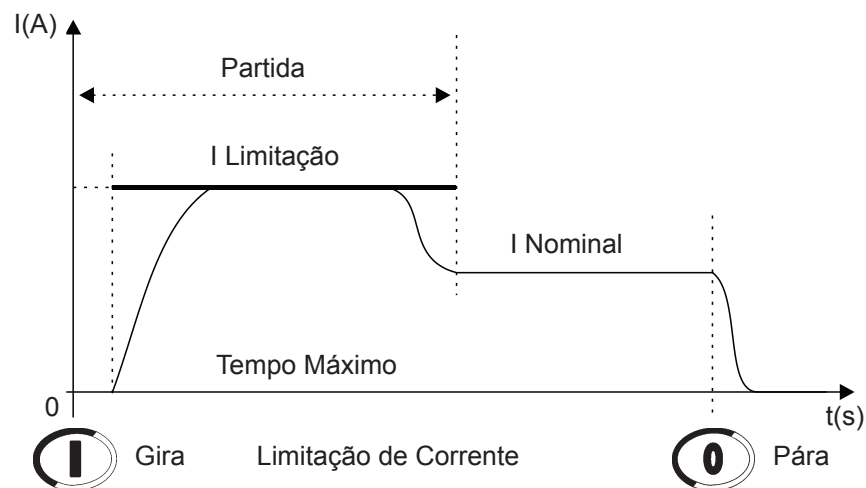 I(A)
Partida
I Limitação
I Nominal
Tempo Máximo
0
t(s)
I Gira Limitação de Corrente 0 Pára